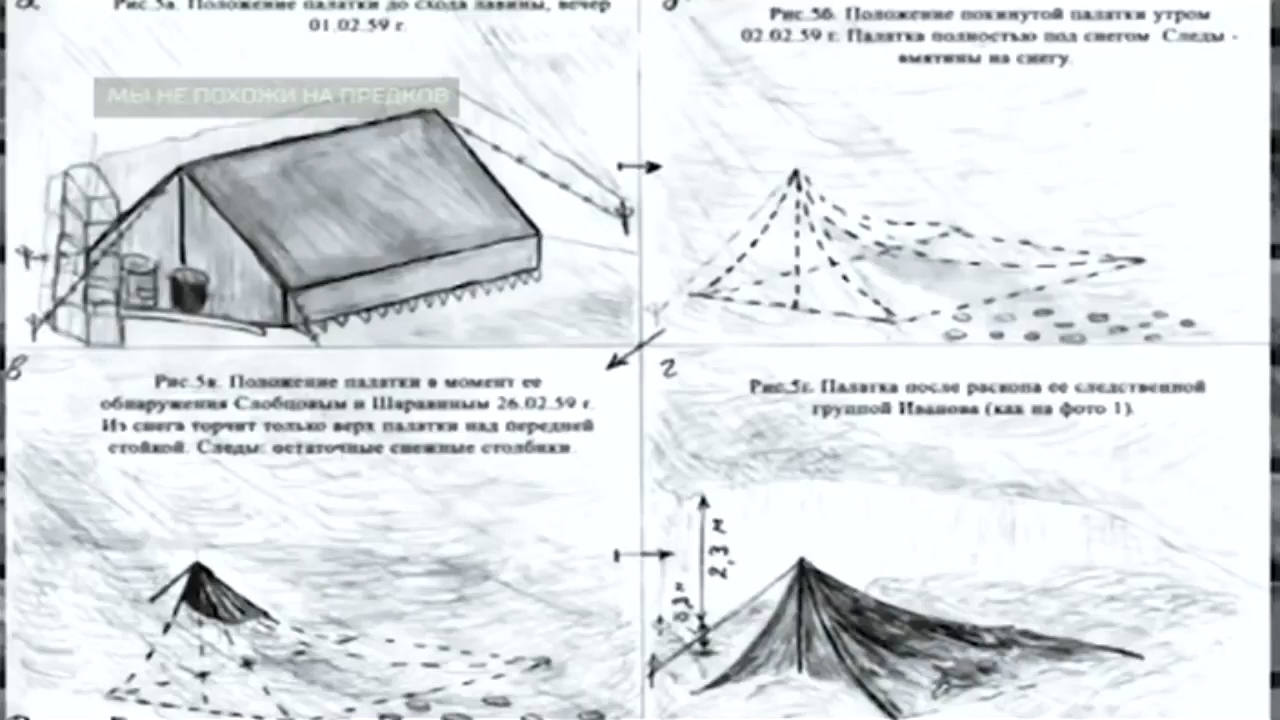 а
Рис.5а. Положение палатки до схода лавины, вечер
01.02.59 г.
МЫ НЕ ПОХОЖИ НА ПРЕДКОВ
Рис.5б. Положение покинутой палатки утром
02.02.59 г. Палатка полностью под снегом Следы -
вмятины на снегу.
в
Рис.5в. Положение палатки в момент ее
обнаружения Слобцовым и Шаравиным 26.02.59 г.
Из снега торчит только верх палатки над передней
стойкой. Следы: остаточные снежные столбики
г
Рис.5г. Палатка после раскопа ее следственной
группой Иванова (как на фото 1).
2,3 м
0,3 м